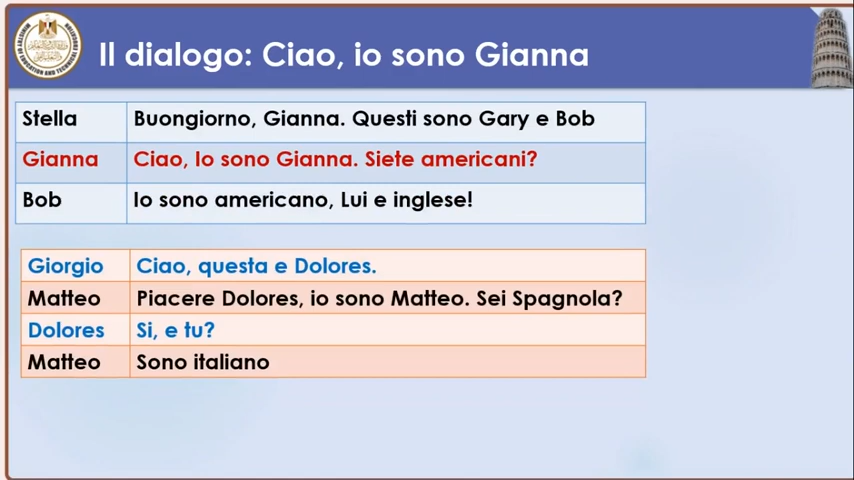 Il dialogo: Ciao, io sono Gianna
Stella Buongiorno, Gianna. Questi sono Gary e Bob
Gianna Ciao, Io sono Gianna. Siete americani?
Bob Io sono americano, Lui e inglese!
Giorgio Ciao, questa e Dolores.
Matteo Piacere Dolores, io sono Matteo. Sei Spagnola?
Dolores Si, e tu?
Matteo Sono italiano